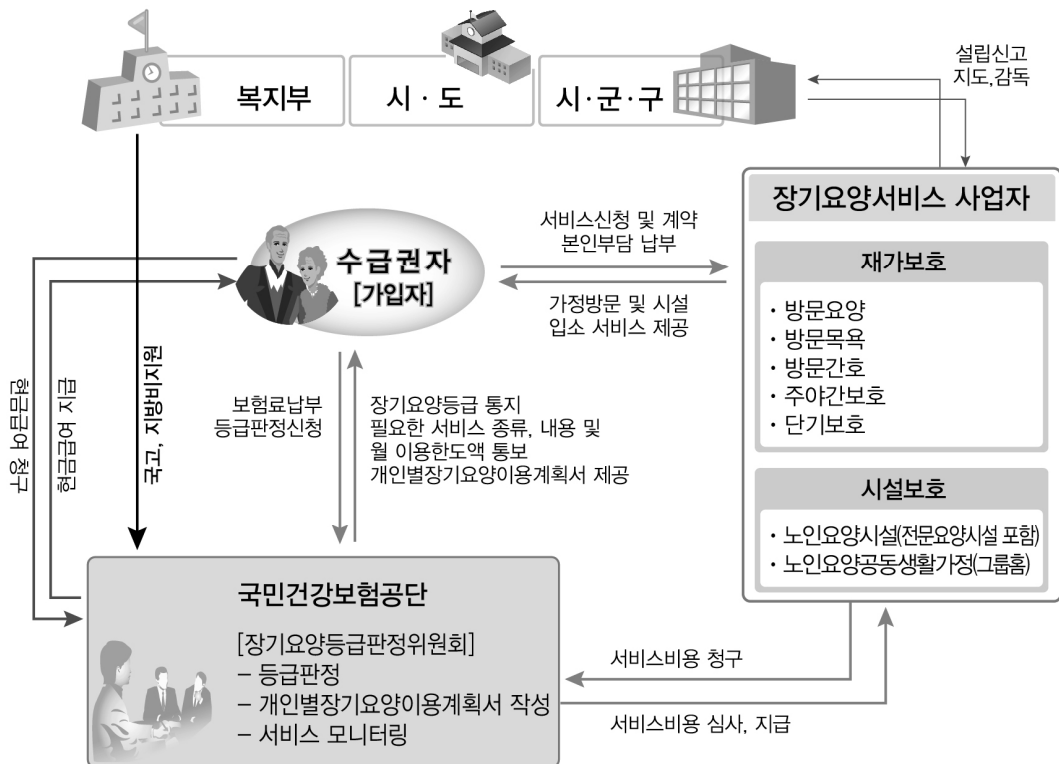 복지부
시·도
시·군·구
설립신고
지도,감독
장기요양서비스 사업자
재가보호
· 방문요양
· 방문목욕
· 방문간호
· 주야간보호
· 단기보호
시설보호
· 노인요양시설(전문요양시설 포함)
· 노인요양공동생활가정(그룹홈)
수급권자
[가입자]
서비스신청 및 계약
본인부담 납부
가정방문 및 시설
입소 서비스 제공
현금급여 청구
현금급여 지급
국고, 지방비지원
보험료납부
등급판정신청
장기요양등급 통지
필요한 서비스 종류, 내용 및
월 이용한도액 통보
개인별장기요양이용계획서 제공
국민건강보험공단
[장기요양등급판정위원회]
– 등급판정
– 개인별장기요양이용계획서 작성
– 서비스 모니터링
서비스비용 청구
서비스비용 심사, 지급